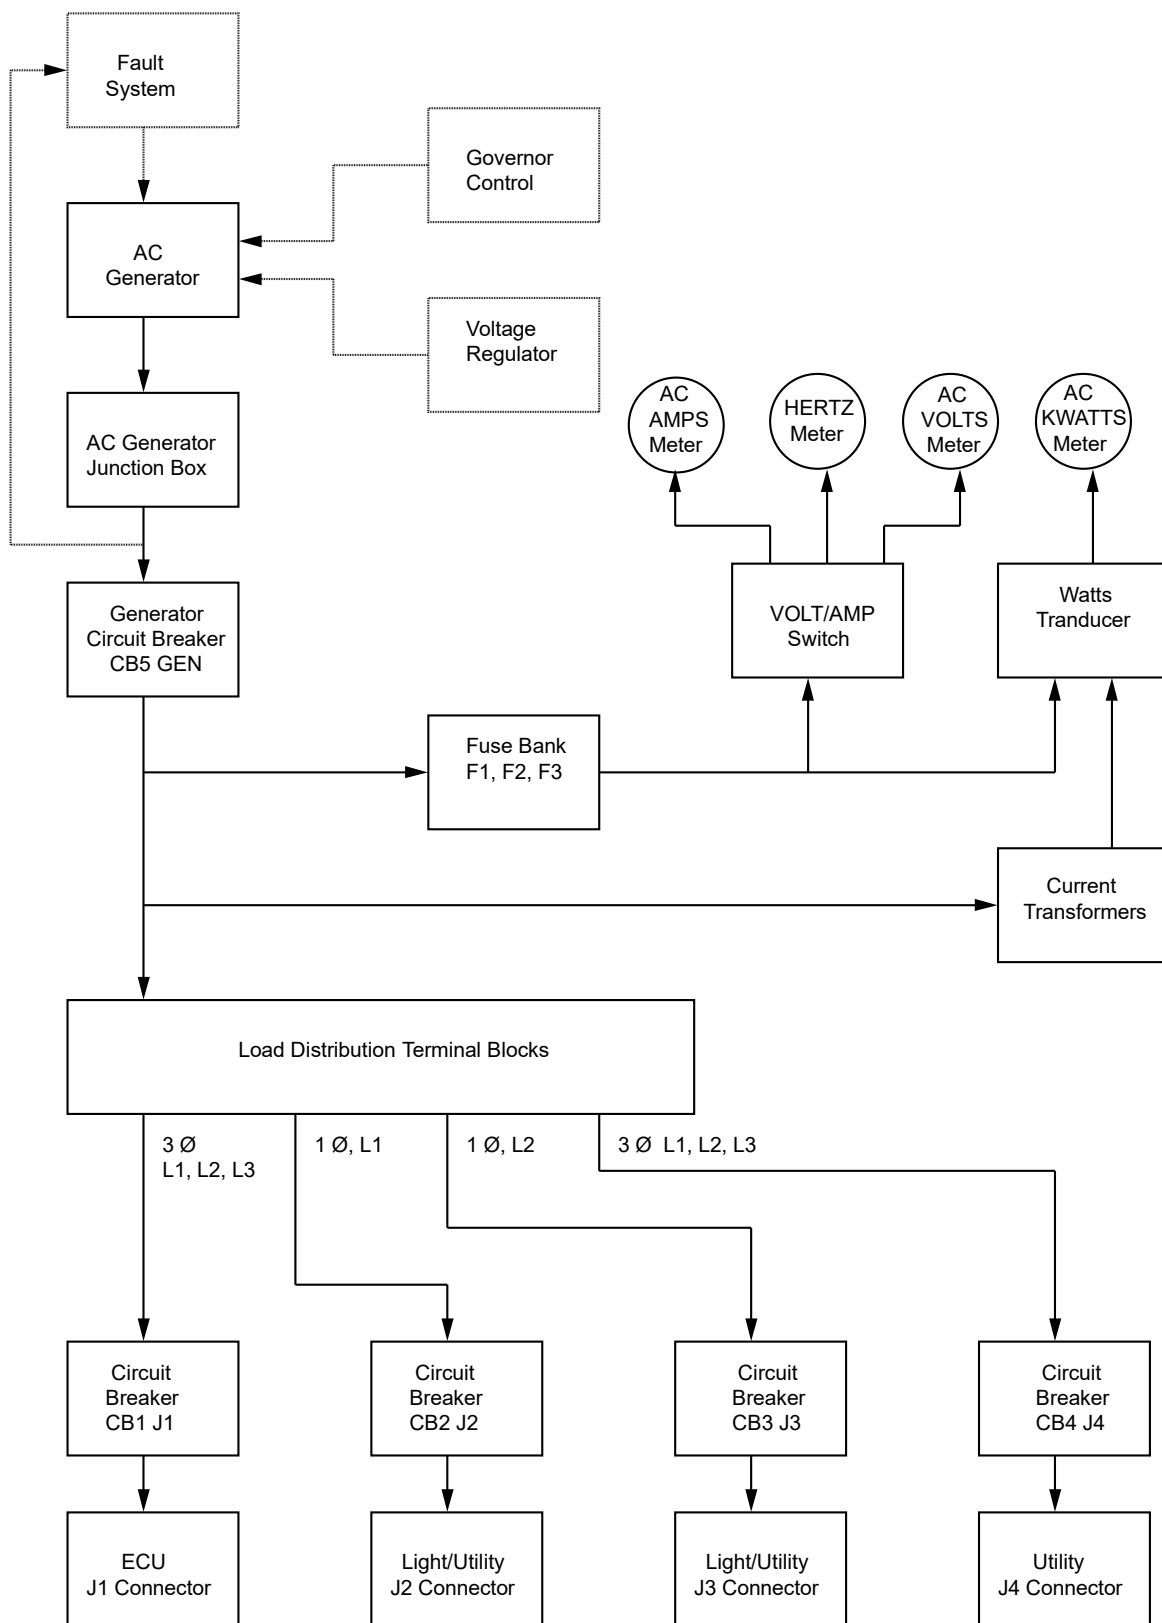 Fault
System
Governor
Control
AC
Generator
Voltage
Regulator
AC Generator
Junction Box
AC
AMPS
Meter
HERTZ
Meter
AC
VOLTS
Meter
AC
KWATTS
Meter
Generator
Circuit Breaker
CB5 GEN
VOLT/AMP
Switch
Watts
Tranducer
Fuse Bank
F1, F2, F3
Current
Transformers
Load Distribution Terminal Blocks
3 Ø
L1, L2, L3
1 Ø, L1
1 Ø, L2
3 Ø L1, L2, L3
Circuit
Breaker
CB1 J1
Circuit
Breaker
CB2 J2
Circuit
Breaker
CB3 J3
Circuit
Breaker
CB4 J4
ECU
J1 Connector
Light/Utility
J2 Connector
Light/Utility
J3 Connector
Utility
J4 Connector